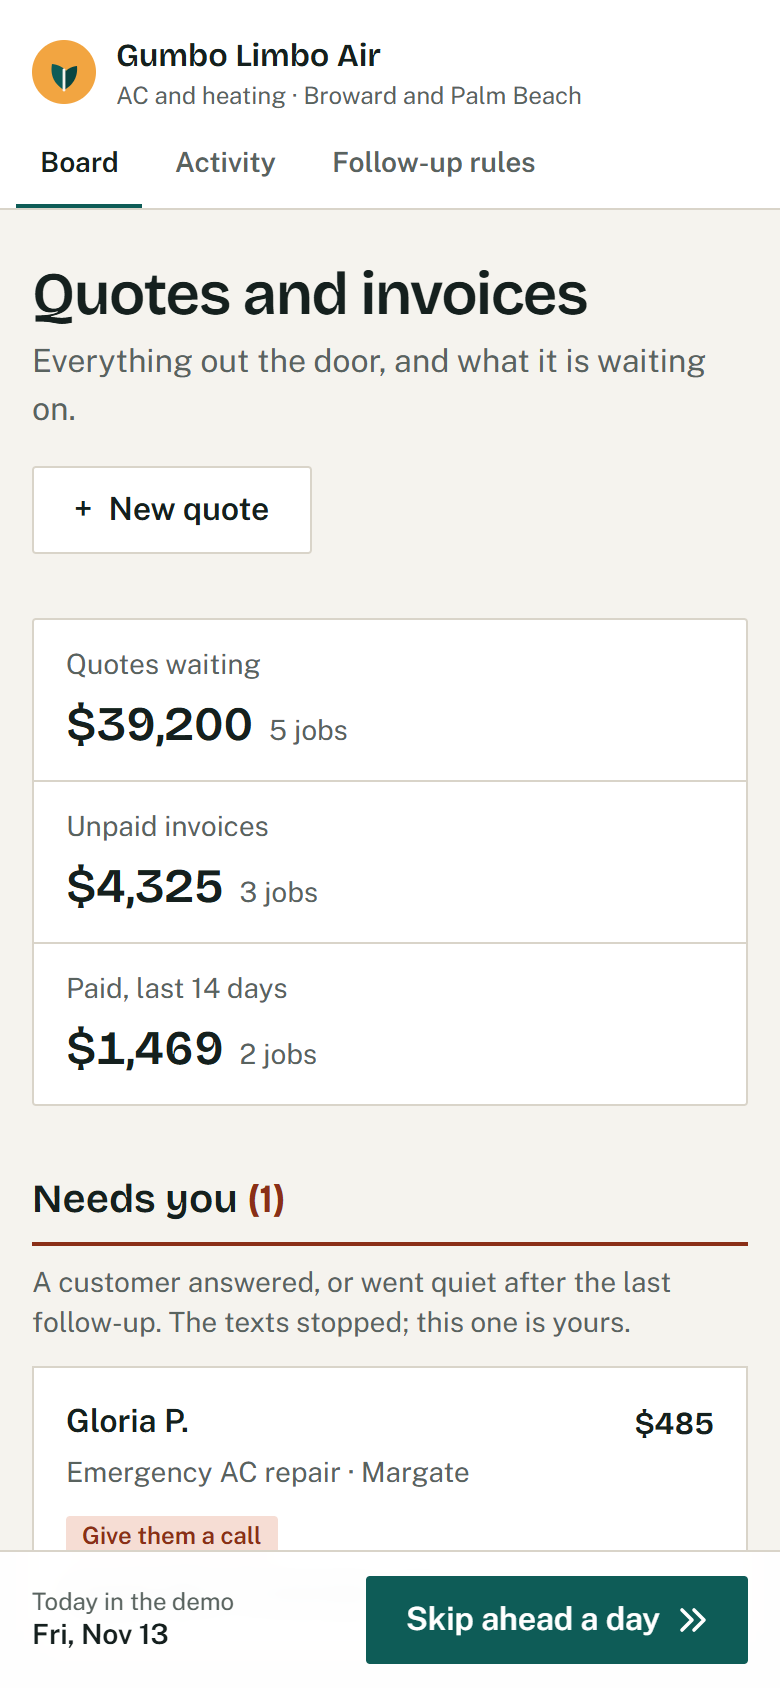 Gumbo Limbo Air
AC and heating · Broward and Palm Beach
Board Activity Follow-up rules
Quotes and invoices
Everything out the door, and what it is waiting
on.
+ New quote
Quotes waiting
$39,200 5 jobs
Unpaid invoices
$4,325 3 jobs
Paid, last 14 days
$1,469 2 jobs
Needs you (1)
A customer answered, or went quiet after the last
follow-up. The texts stopped; this one is yours.
Gloria P. $485
Emergency AC repair · Margate
Give them a call
Today in the demo
Fri, Nov 13
Skip ahead a day